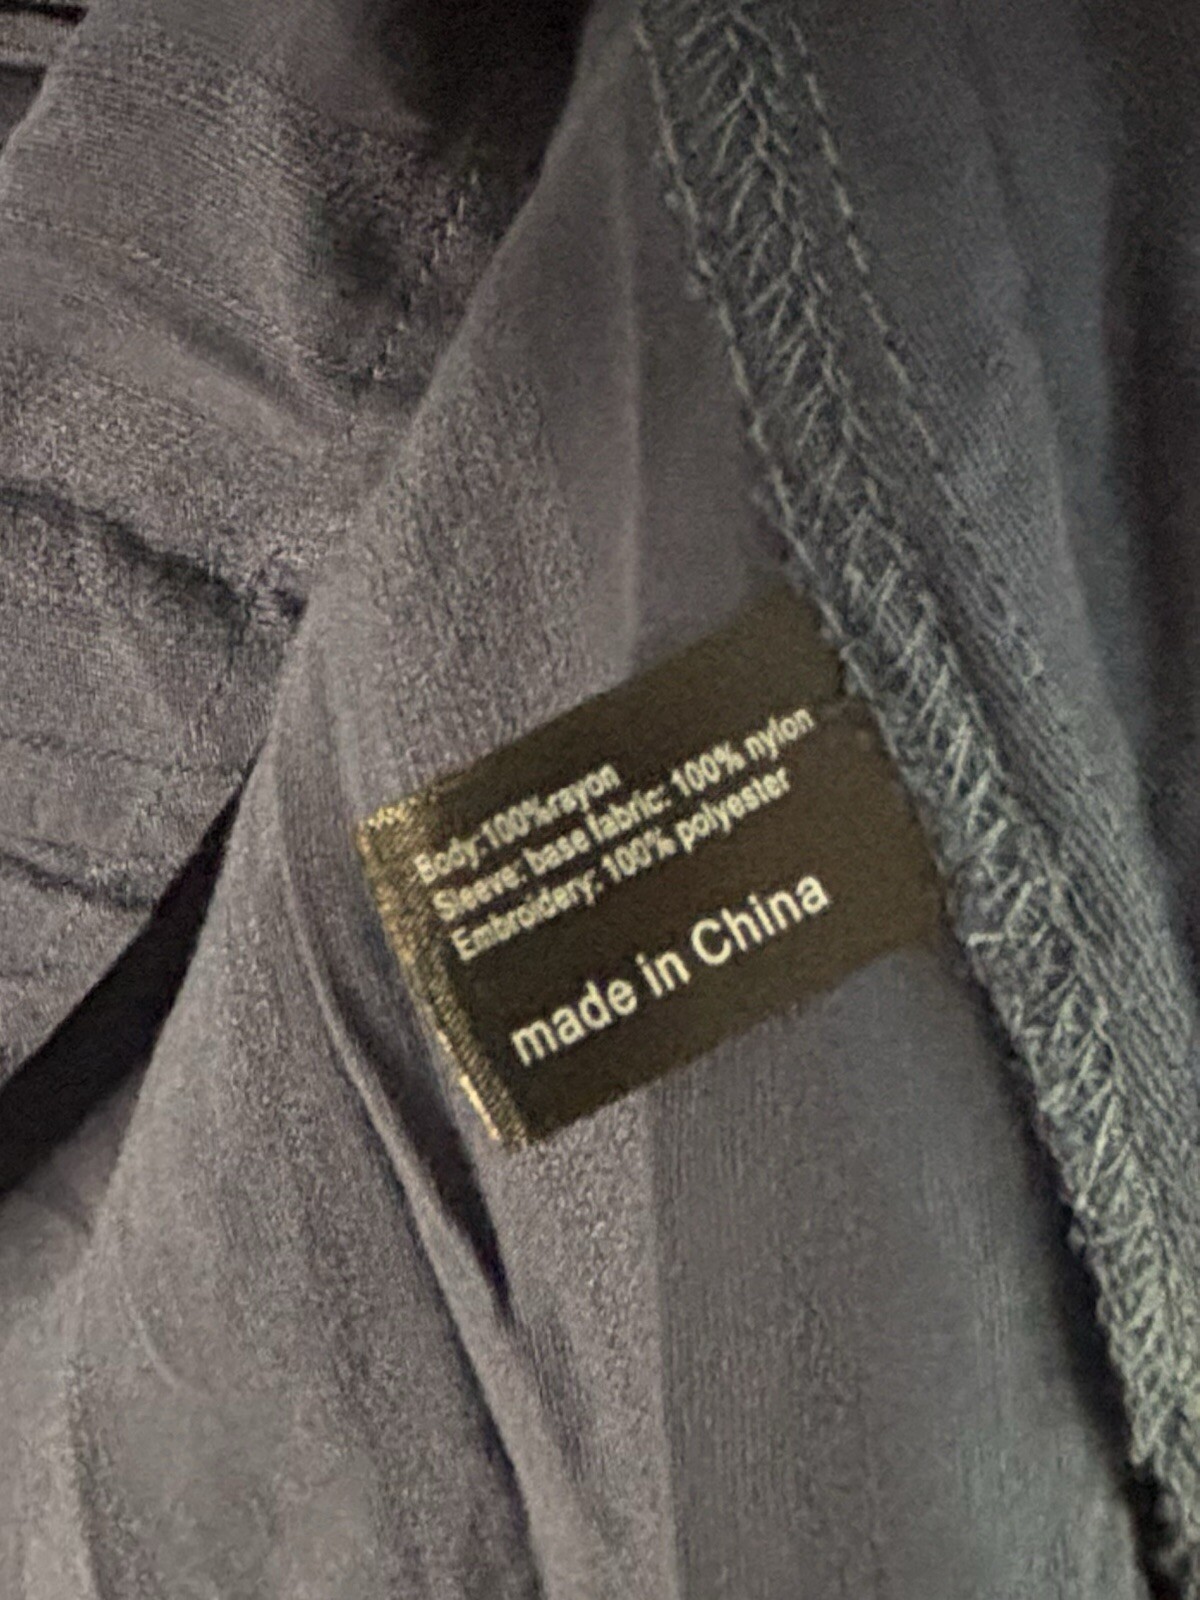 Body:100%rayon
Sleeve: base fabric: 100% nylon
Embroidery: 100% polyester
made in China